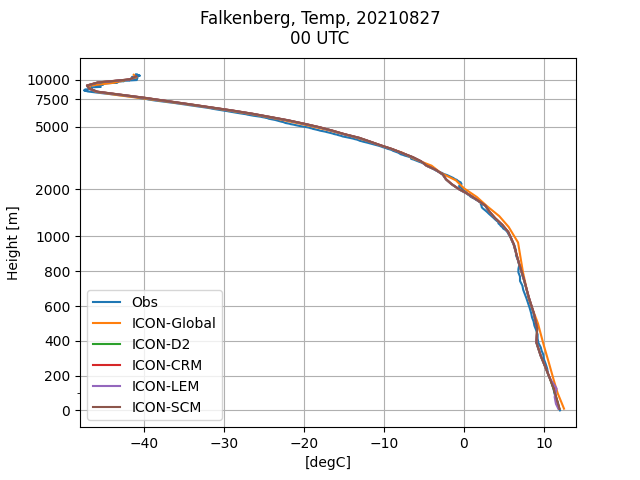 Falkenberg, Temp, 20210827
00 UTC
10000
7500
5000
2000
1000
800
600
400
200
0
Height [m]
Obs
ICON-Global
ICON-D2
ICON-CRM
ICON-LEM
ICON-SCM
−40
−30
−20
−10
0
10
[degC]